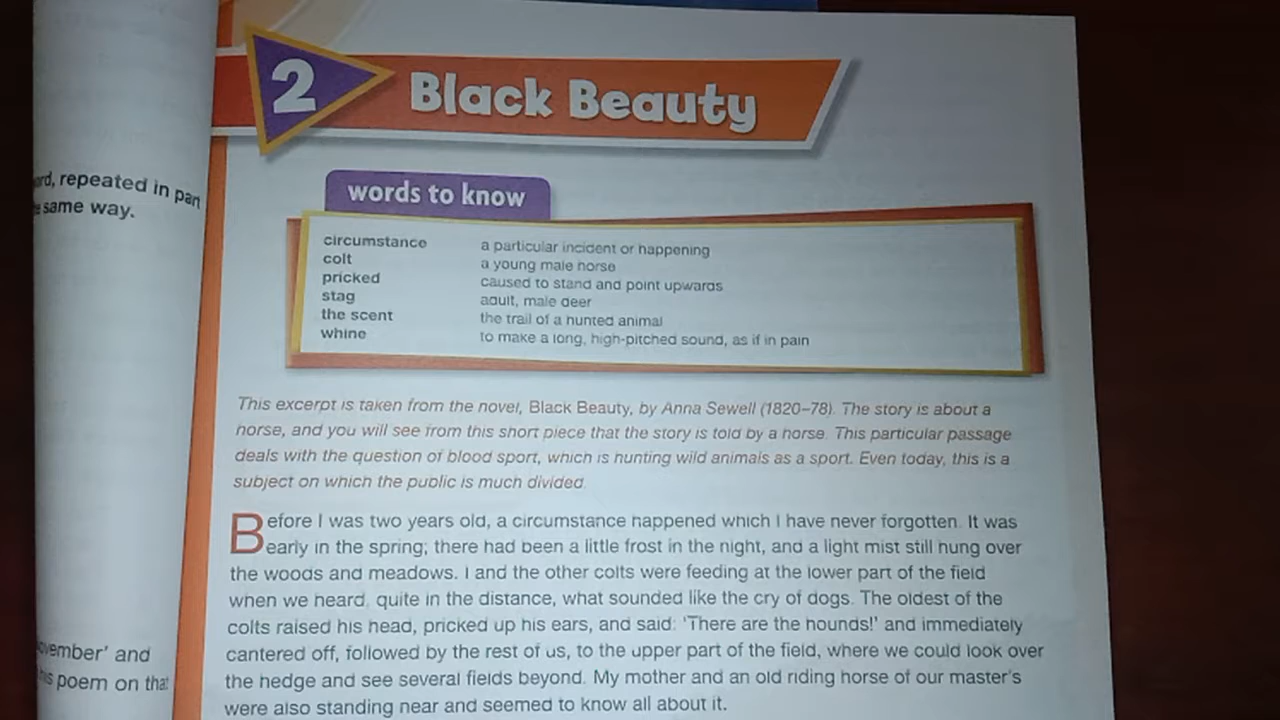 2 Black Beauty
words to know
circumstance a particular incident or happening
colt a young male horse
pricked caused to stand and point upwards
stag adult, male deer
the scent the trail of a hunted animal
whine to make a long, high-pitched sound, as if in pain
This excerpt is taken from the novel, Black Beauty, by Anna Sewell (1820–78). The story is about a
horse, and you will see from this short piece that the story is told by a horse. This particular passage
deals with the question of blood sport, which is hunting wild animals as a sport. Even today, this is a
subject on which the public is much divided.
Before I was two years old, a circumstance happened which I have never forgotten. It was
early in the spring; there had been a little frost in the night, and a light mist still hung over
the woods and meadows. I and the other colts were feeding at the lower part of the field
when we heard, quite in the distance, what sounded like the cry of dogs. The oldest of the
colts raised his head, pricked up his ears, and said: 'There are the hounds!' and immediately
cantered off, followed by the rest of us, to the upper part of the field, where we could look over
the hedge and see several fields beyond. My mother and an old riding horse of our master's
were also standing near and seemed to know all about it.
repeated in part
same way.
and
poem on